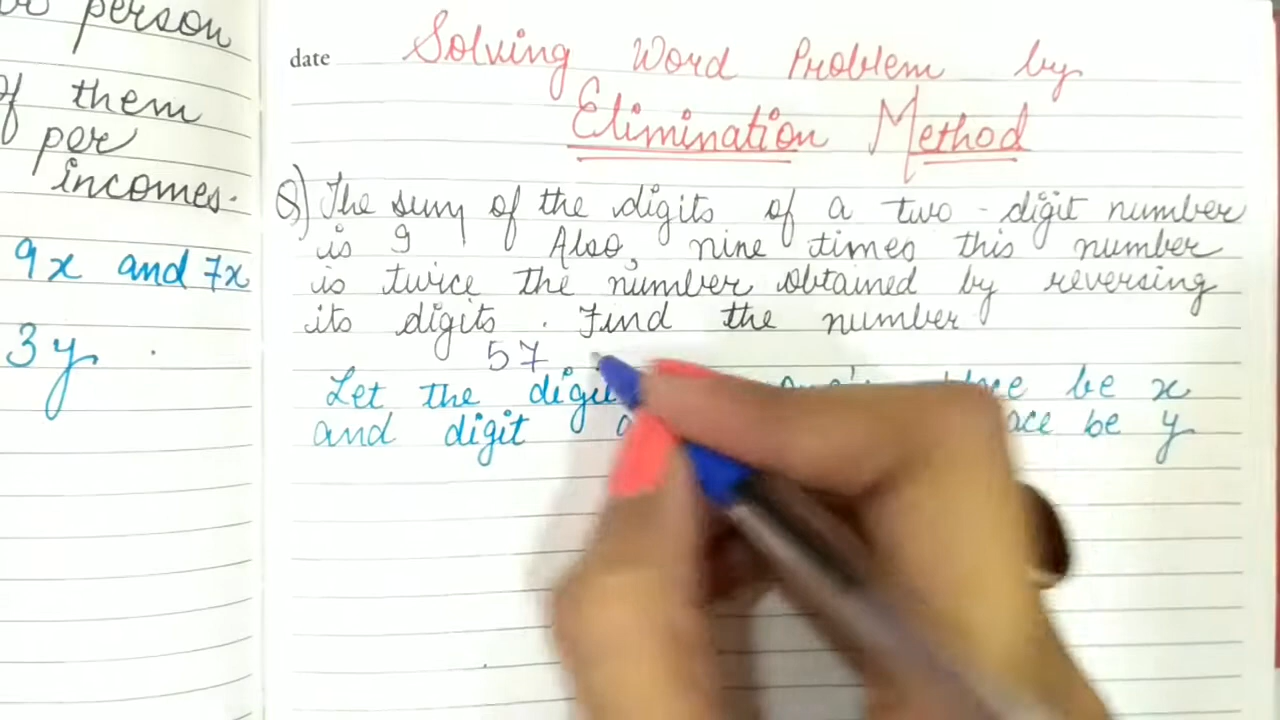 person
of them
per
incomes.
9x and 7x
3y
date
Solving Word Problem by
Elimination Method
Q) The sum of the digits of a two-digit number
is 9 Also, nine times this number
is twice the number obtained by reversing
its digits. Find the number
57
Let the be x
and digit be y